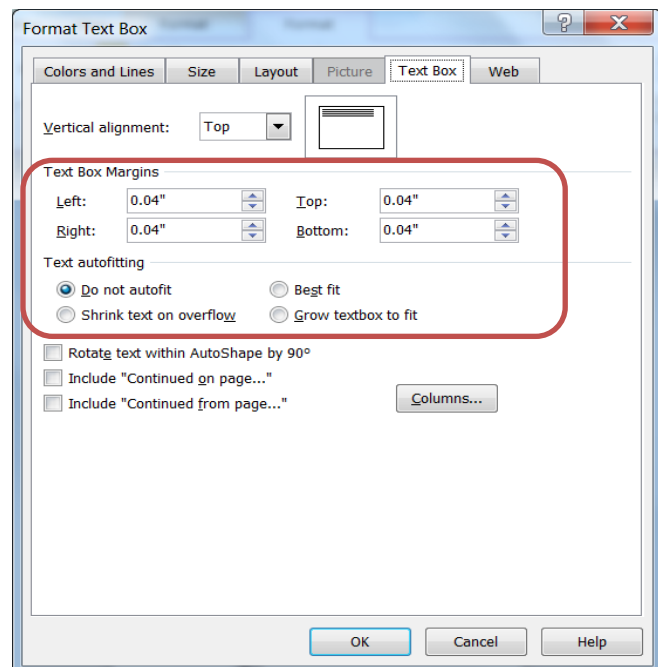 Format Text Box
Colors and Lines Size Layout Picture Text Box Web
Vertical alignment: Top
Text Box Margins
Left: 0.04" Top: 0.04"
Right: 0.04" Bottom: 0.04"
Text autofitting
Do not autofit Best fit
Shrink text on overflow Grow textbox to fit
Rotate text within AutoShape by 90º
Include "Continued on page..."
Include "Continued from page..." Columns...
OK Cancel Help